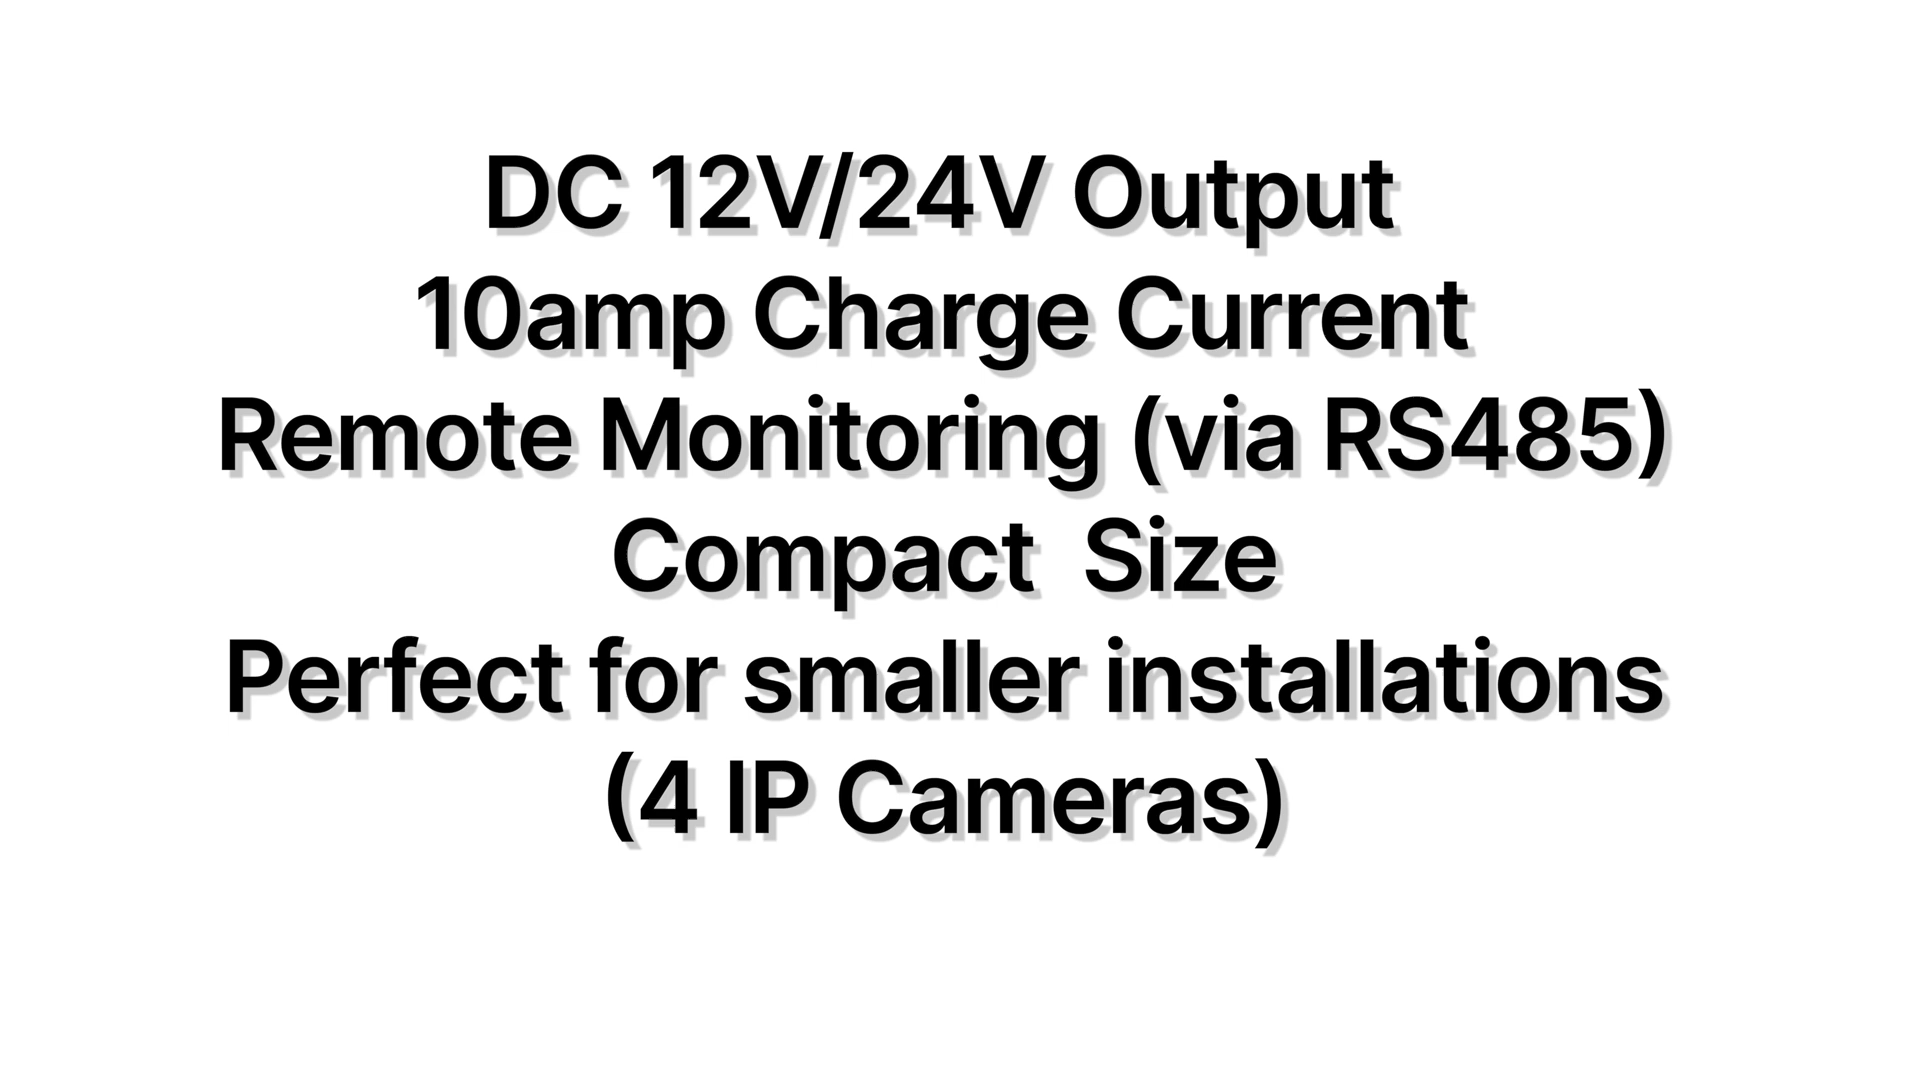 DC 12V/24V Output
10amp Charge Current
Remote Monitoring (via RS485)
Compact  Size
Perfect for smaller installations
(4 IP Cameras)